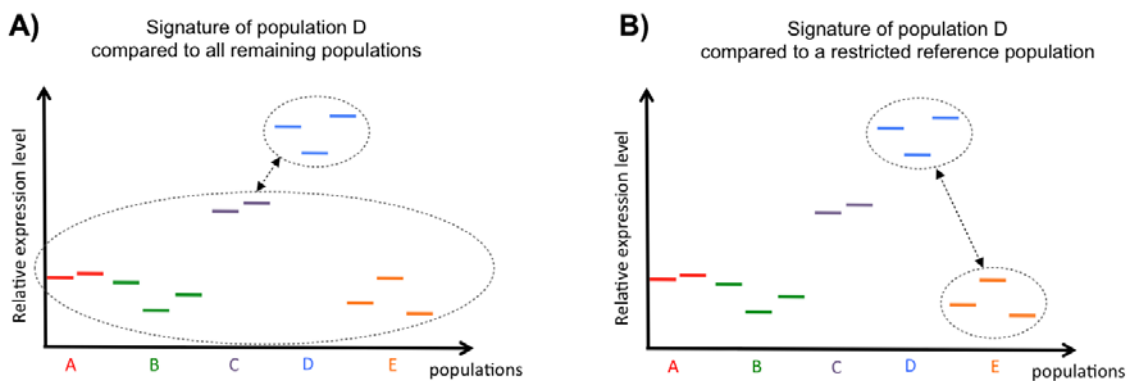 A)
Signature of population D
compared to all remaining populations
Relative expression level
A B C D E populations
B)
Signature of population D
compared to a restricted reference population
Relative expression level
A B C D E populations